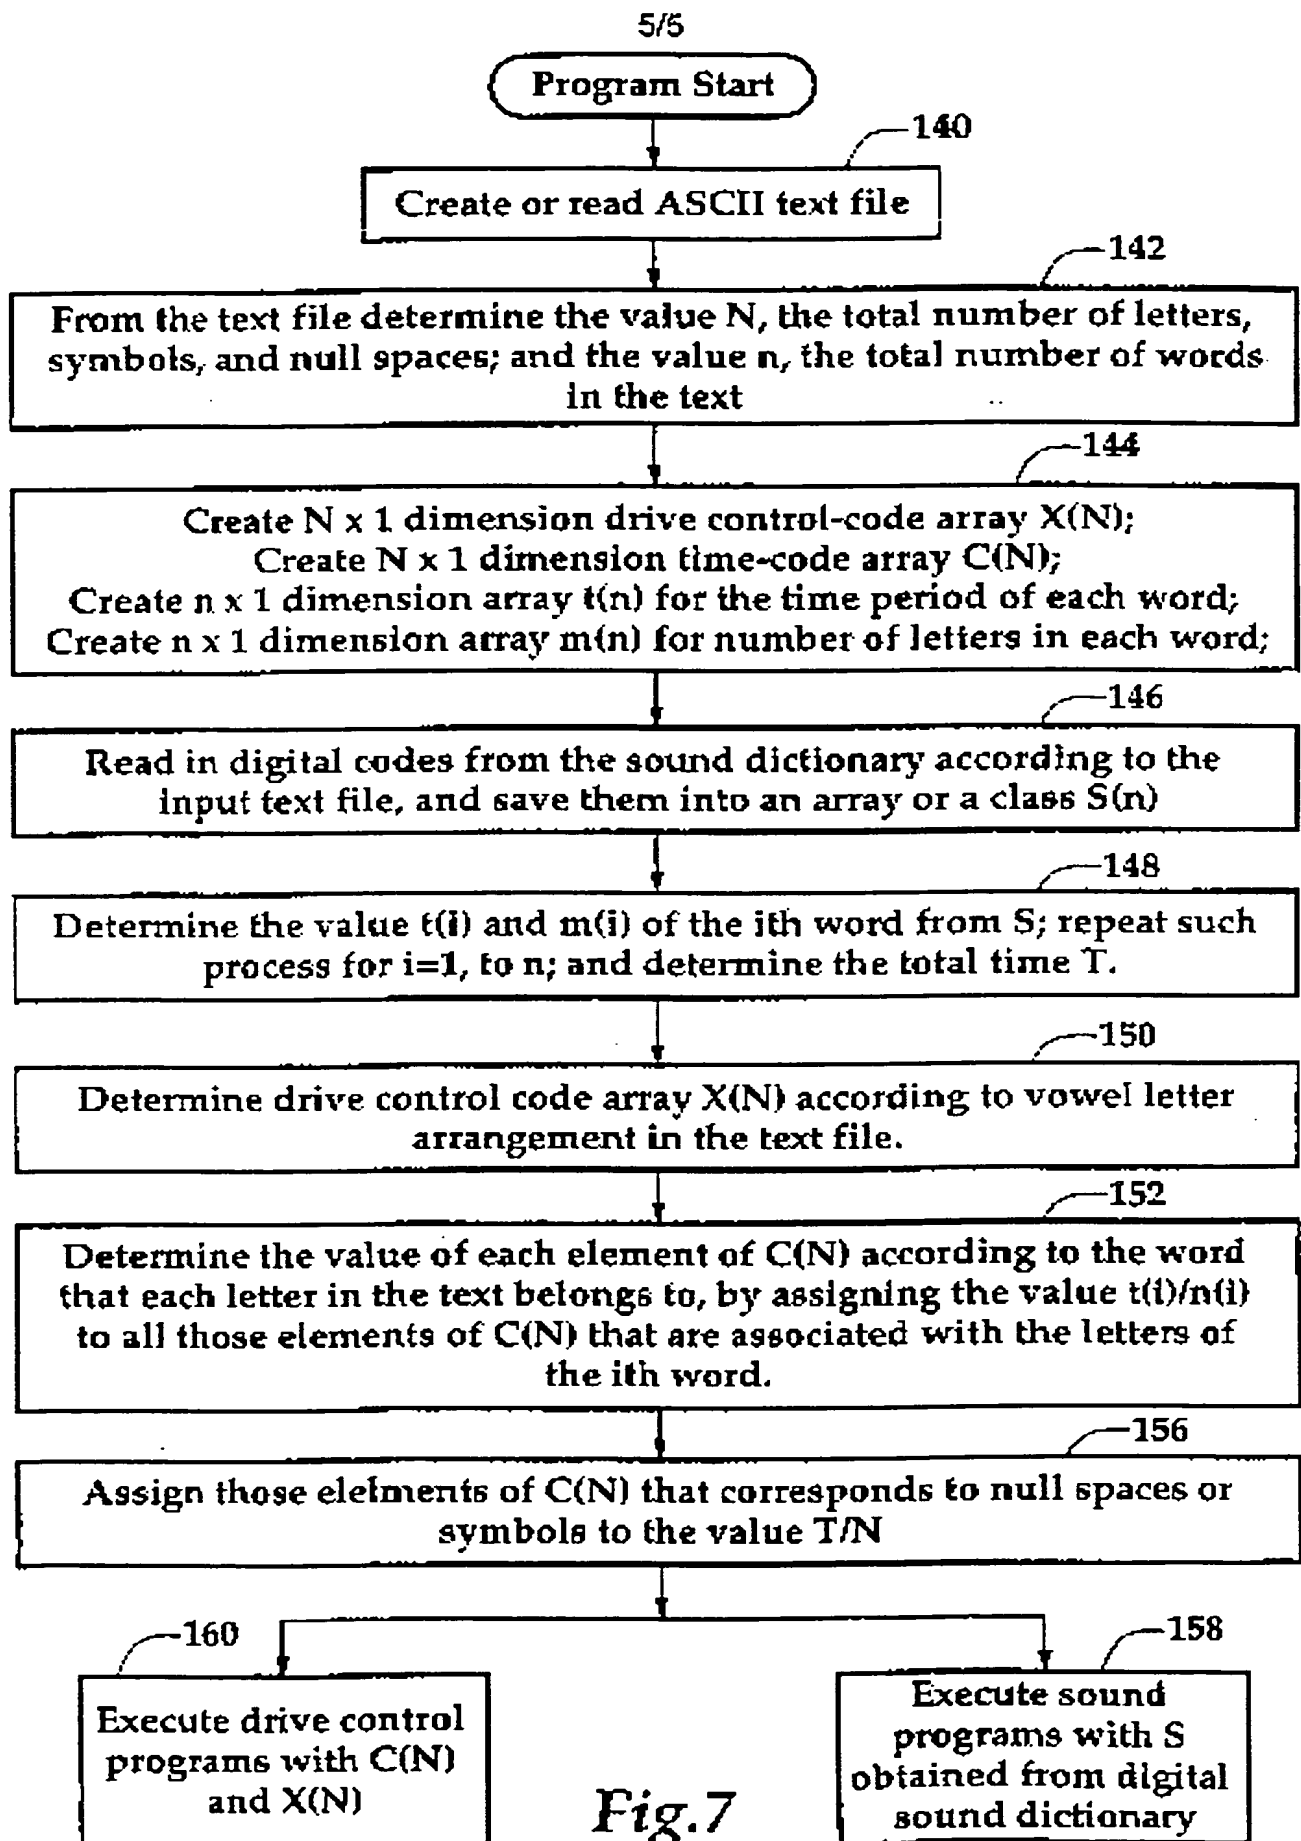 5/5
Program Start
140
Create or read ASCII text file
142
From the text file determine the value N, the total number of letters,
symbols, and null spaces; and the value n, the total number of words
in the text
144
Create N x 1 dimension drive control-code array X(N);
Create N x 1 dimension time-code array C(N);
Create n x 1 dimension array t(n) for the time period of each word;
Create n x 1 dimension array m(n) for number of letters in each word;
146
Read in digital codes from the sound dictionary according to the
input text file, and save them into an array or a class S(n)
148
Determine the value t(i) and m(i) of the ith word from S; repeat such
process for i=1, to n; and determine the total time T.
150
Determine drive control code array X(N) according to vowel letter
arrangement in the text file.
152
Determine the value of each element of C(N) according to the word
that each letter in the text belongs to, by assigning the value t(i)/n(i)
to all those elements of C(N) that are associated with the letters of
the ith word.
156
Assign those elelments of C(N) that corresponds to null spaces or
symbols to the value T/N
160
Execute drive control
programs with C(N)
and X(N)
158
Execute sound
programs with S
obtained from digital
sound dictionary
Fig.7